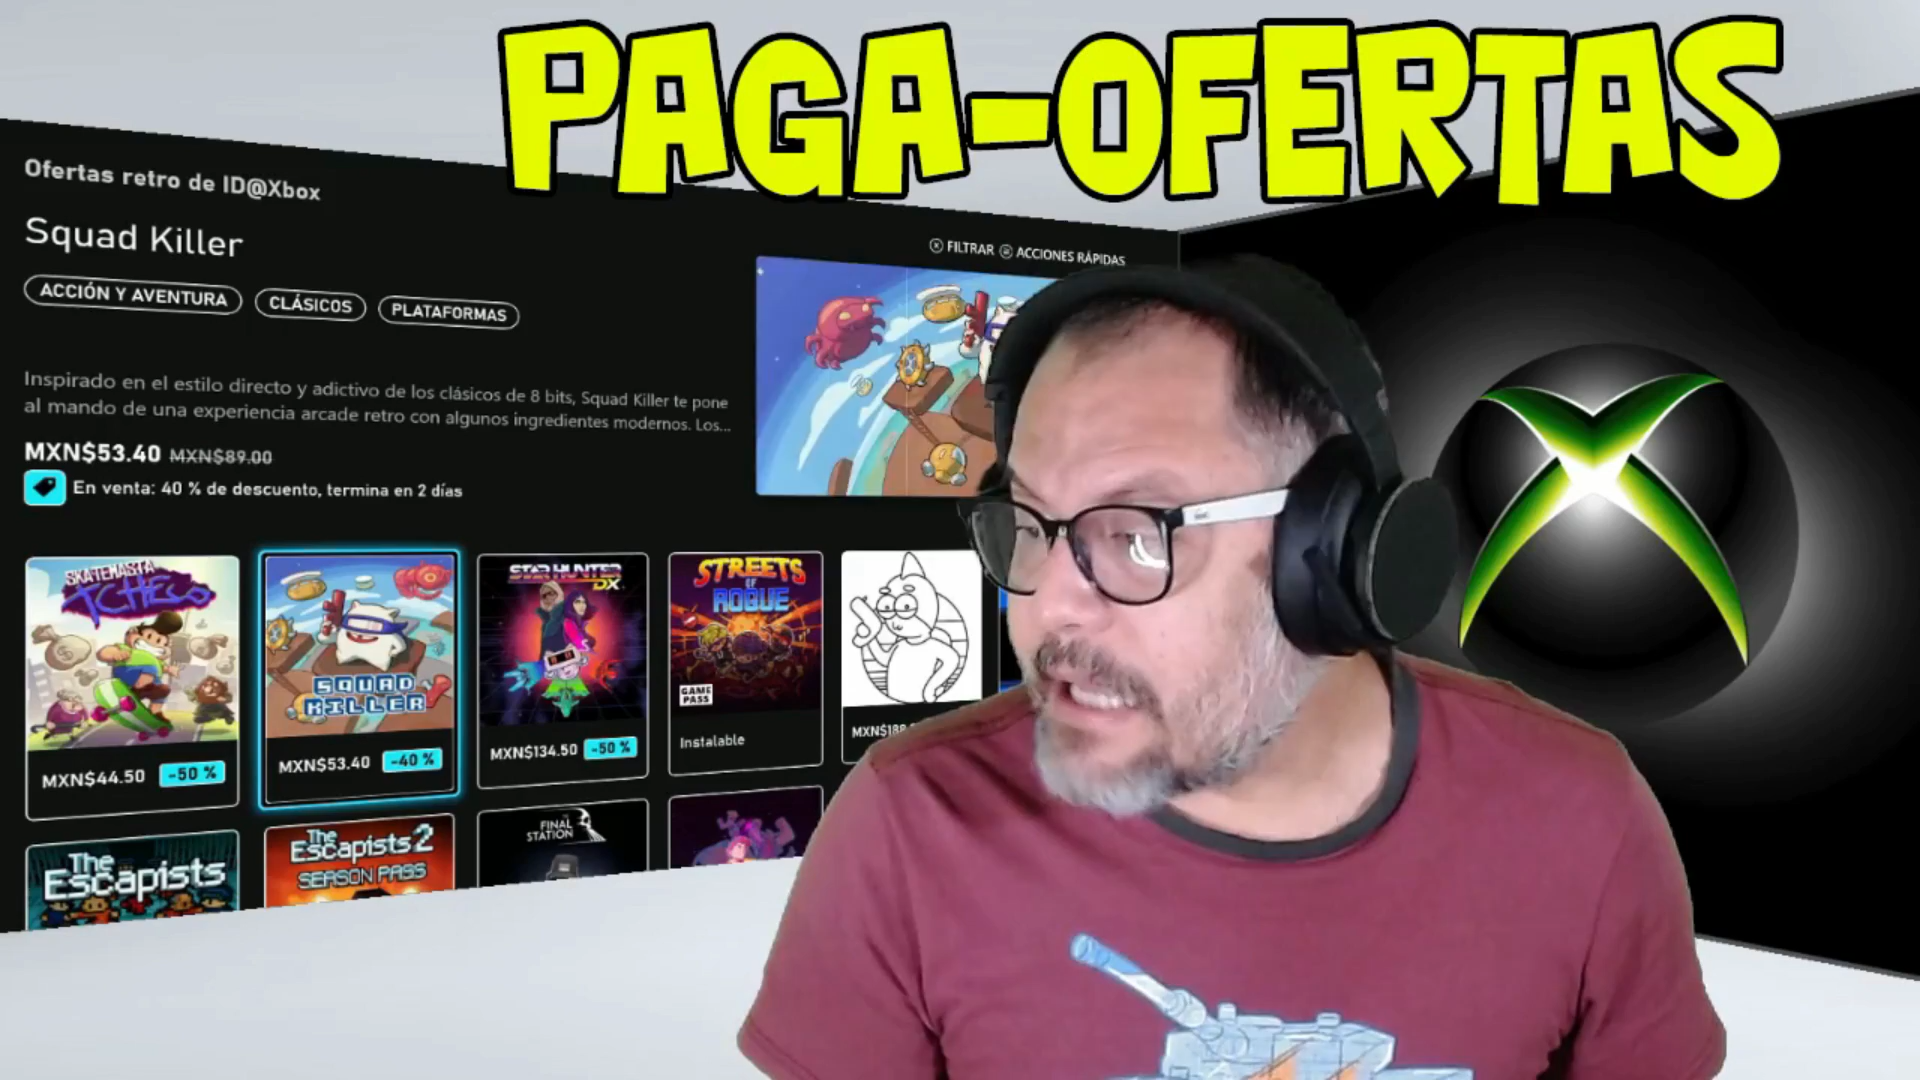 PAGA-OFERTAS
Ofertas retro de ID@Xbox
Squad Killer
FILTRAR ACCIONES RÁPIDAS
ACCIÓN Y AVENTURA CLÁSICOS PLATAFORMAS
Inspirado en el estilo directo y adictivo de los clásicos de 8 bits, Squad Killer te pone
al mando de una experiencia arcade retro con algunos ingredientes modernos. Los...
MXN$53.40 MXN$89.00
En venta: 40 % de descuento, termina en 2 días
SKATEMASTA
TCHECO
MXN$44.50 -50 %
SQUAD
KILLER
MXN$53.40 -40 %
STAR HUNTER
DX
MXN$134.50 -50 %
STREETS
OF
ROGUE
GAME
PASS
Instalable
The
Escapists
The
Escapists 2
SEASON PASS
FINAL
STATION